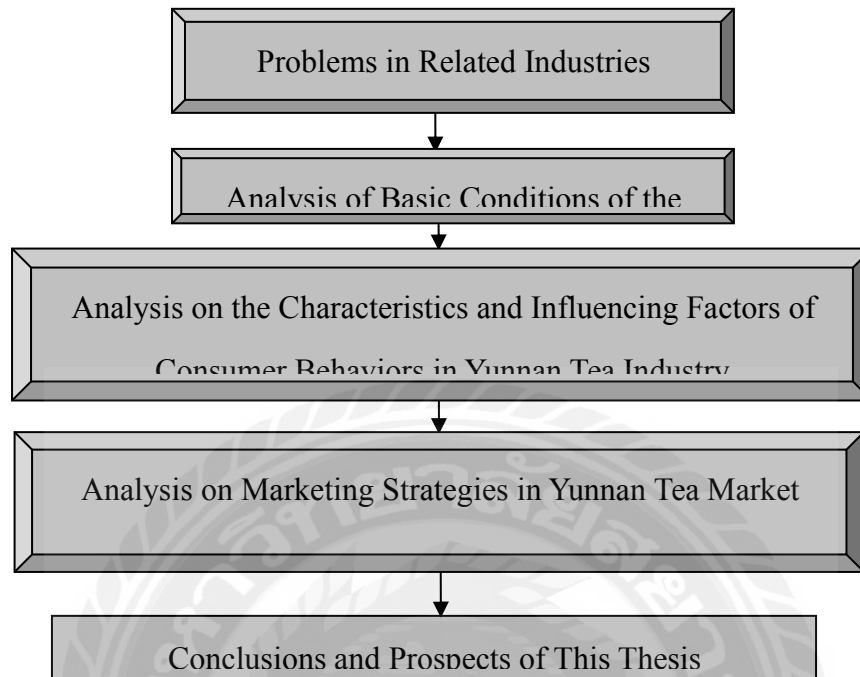 Problems in Related Industries
Analysis of Basic Conditions of the
Analysis on the Characteristics and Influencing Factors of
Consumer Behaviors in Yunnan Tea Industry
Analysis on Marketing Strategies in Yunnan Tea Market
Conclusions and Prospects of This Thesis